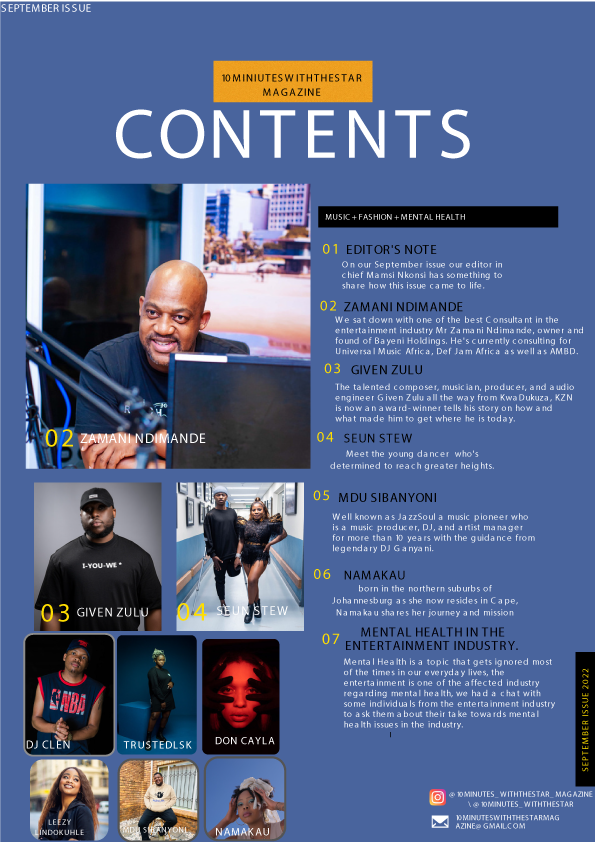 SEPTEMBER ISSUE
10MINIUTESWITHTHESTAR
MAGAZINE
CONTENTS
MUSIC + FASHION + MENTAL HEALTH
01 EDITOR'S NOTE
On our September issue our editor in
chief Mamsi Nkonsi has something to
share how this issue came to life.
02 ZAMANI NDIMANDE
We sat down with one of the best Consultant in the
entertainment industry Mr Zamani Ndimande, owner and
found of Bayeni Holdings. He's currently consulting for
Universal Music Africa, Def Jam Africa as well as AMBD.
03 GIVEN ZULU
The talented composer, musician, producer, and audio
engineer Given Zulu all the way from KwaDukuza, KZN
is now an award-winner tells his story on how and
what made him to get where he is today.
04 SEUN STEW
Meet the young dancer who's
determined to reach greater heights.
05 MDU SIBANYONI
Well known as JazzSoul a music pioneer who
is a music producer, DJ, and artist manager
for more than 10 years with the guidance from
legendary DJ Ganyani.
06 NAMAKAU
born in the northern suburbs of
Johannesburg as she now resides in Cape,
Namakau shares her journey and mission
07 MENTAL HEALTH IN THE
ENTERTAINMENT INDUSTRY.
Mental Health is a topic that gets ignored most
of the times in our everyday lives, the
entertainment is one of the affected industry
regarding mental health, we had a chat with
some individuals from the entertainment industry
to ask them about their take towards mental
health issues in the industry.
02 ZAMANI NDIMANDE
I-YOU-WE
03 GIVEN ZULU
04 SEUN STEW
NBA
DJ CLEN
TRUSTEDLSK
DON CAYLA
LEEZY
LINDOKUHLE
MDU SIBANYONI
NAMAKAU
SEPTEMBER ISSUE 2022
@10MINUTES_WITHTHESTAR_MAGAZINE
\ @10MINUTES_WITHTHESTAR
10MINUTESWITHTHESTARMAG
AZINE@GMAIL.COM